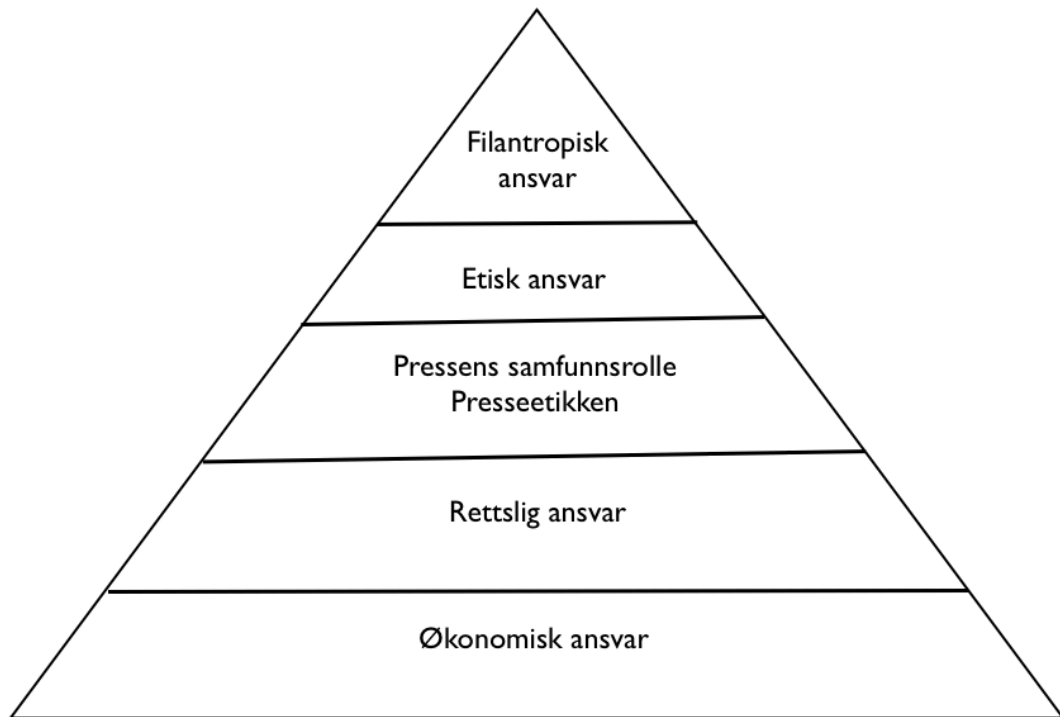 Filantropisk
ansvar
Etisk ansvar
Pressens samfunnsrolle
Presseetikken
Rettslig ansvar
Økonomisk ansvar